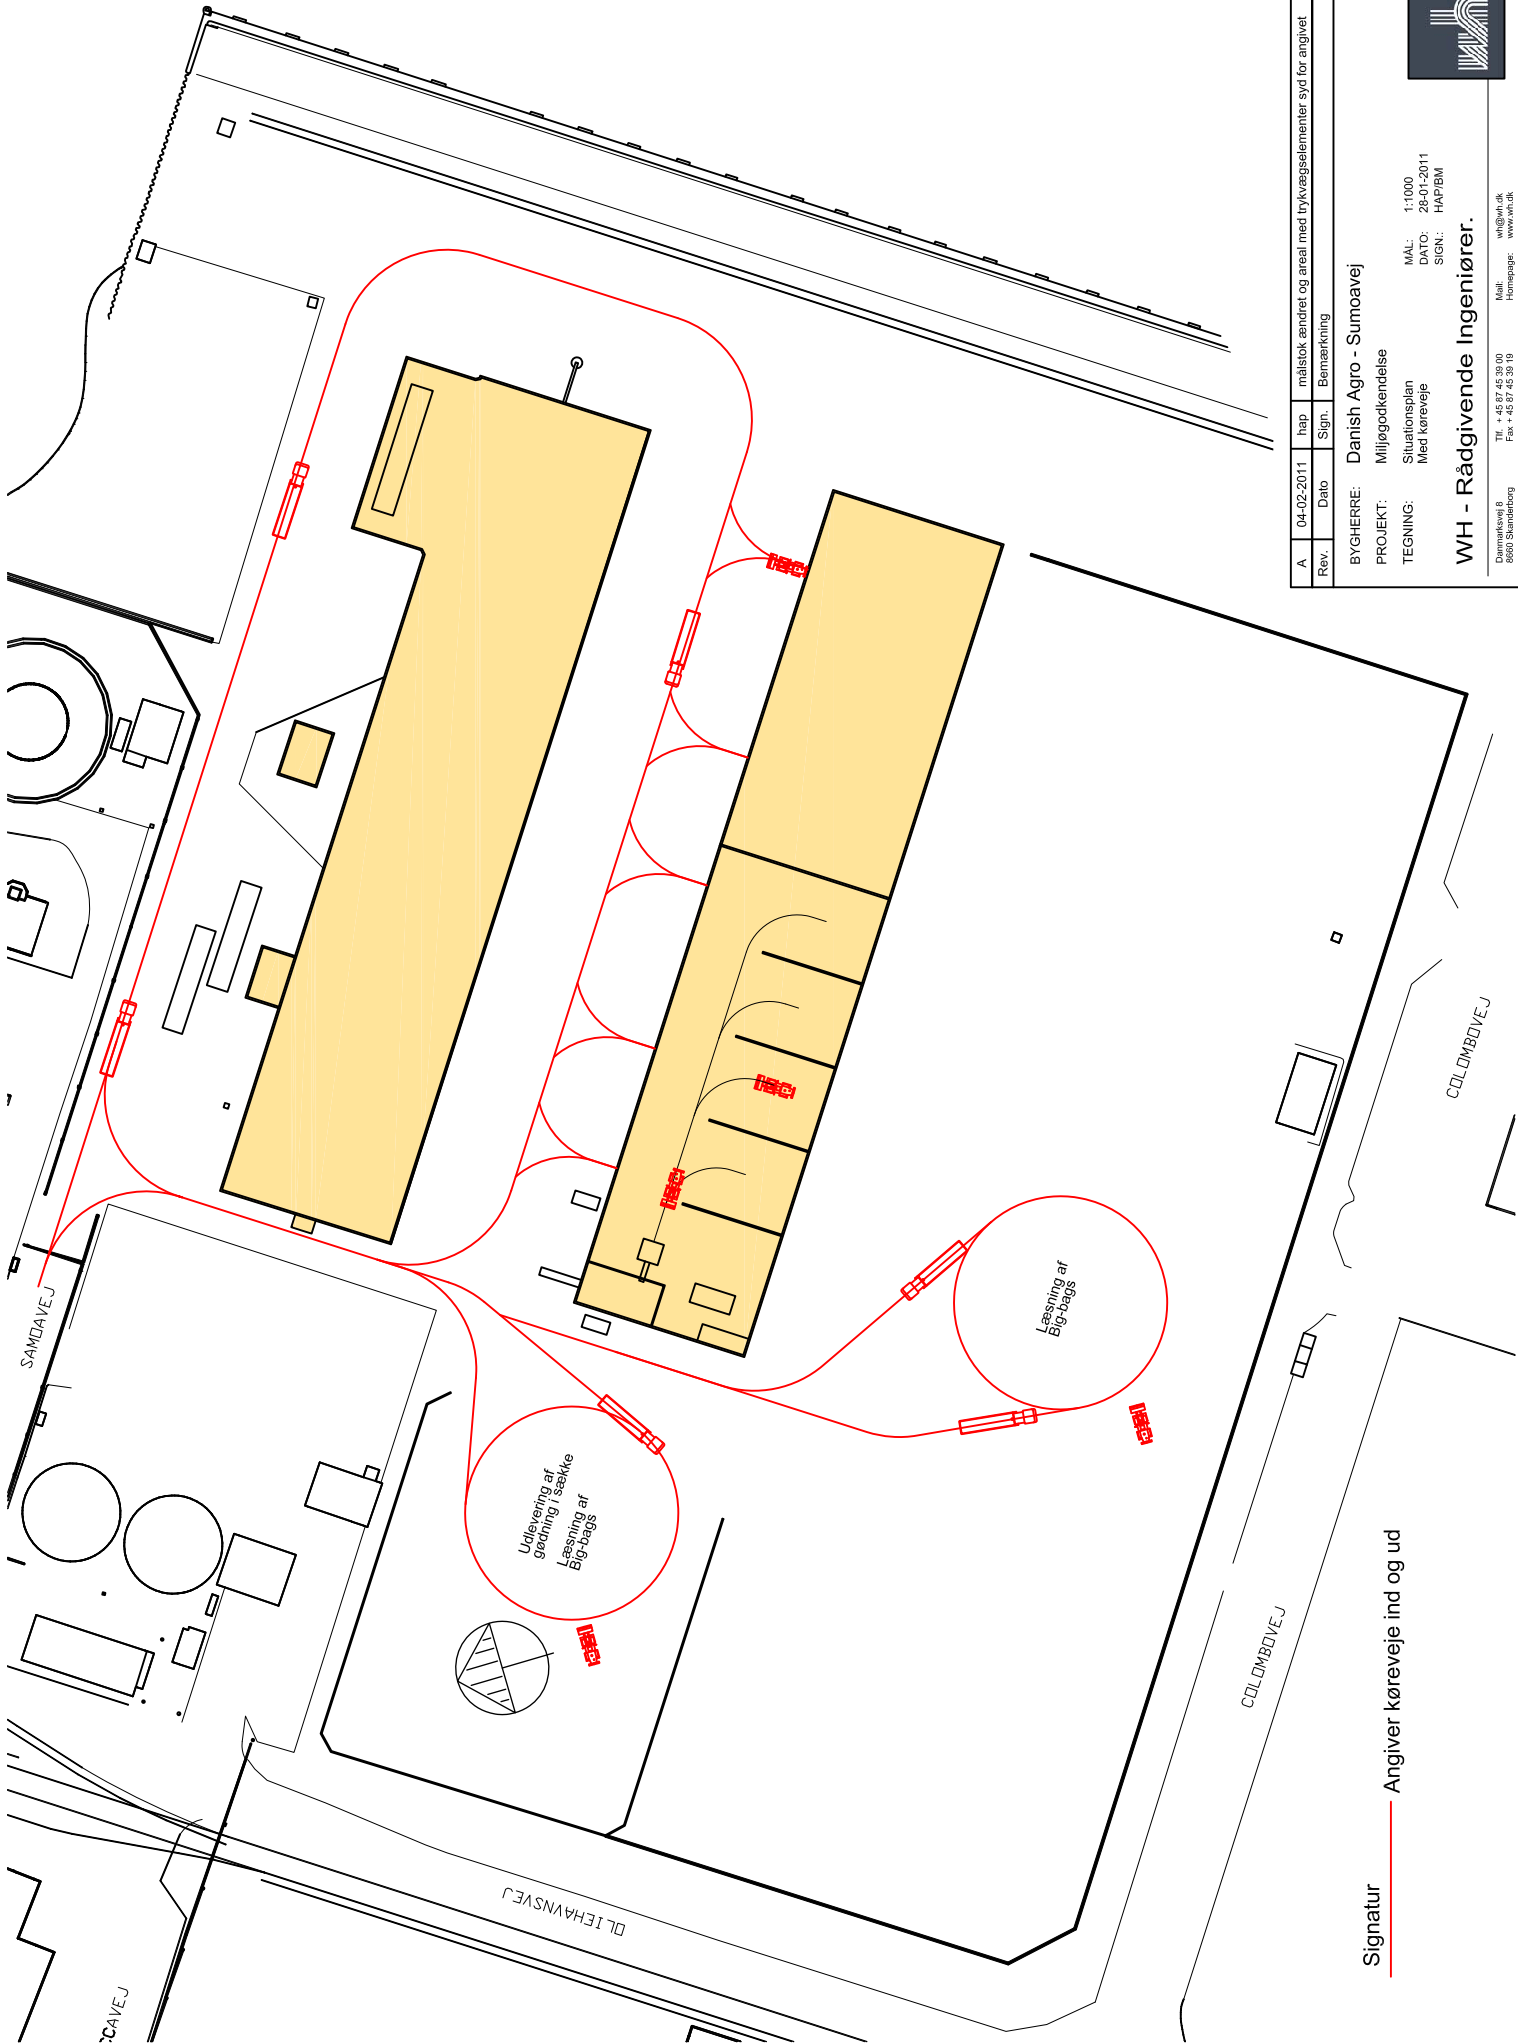 SAMOAVEJ
COLOMBOVEJ
COLOMBOVEJ
OLIEHAVNSVEJ
CCAVEJ
Læsning af
Big-bags
Udlevering af
gødning i sække
Læsning af
Big-bags
Signatur
Angiver køreveje ind og ud
A 04-02-2011 hap målstok ændret og areal med trykvægselementer syd for angivet
Rev. Dato Sign. Bemærkning
BYGHERRE: Danish Agro - Sumoavej
PROJEKT: Miljøgodkendelse
TEGNING: Situationsplan
Med køreveje
MÅL: 1:1000
DATO: 28-01-2011
SIGN.: HAP/BM
WH - Rådgivende Ingeniører.
Danmarksvej 8 Tlf. + 45 87 45 39 00 Mail: wh@wh.dk
8660 Skanderborg Fax + 45 87 45 39 19 Homepage: www.wh.dk